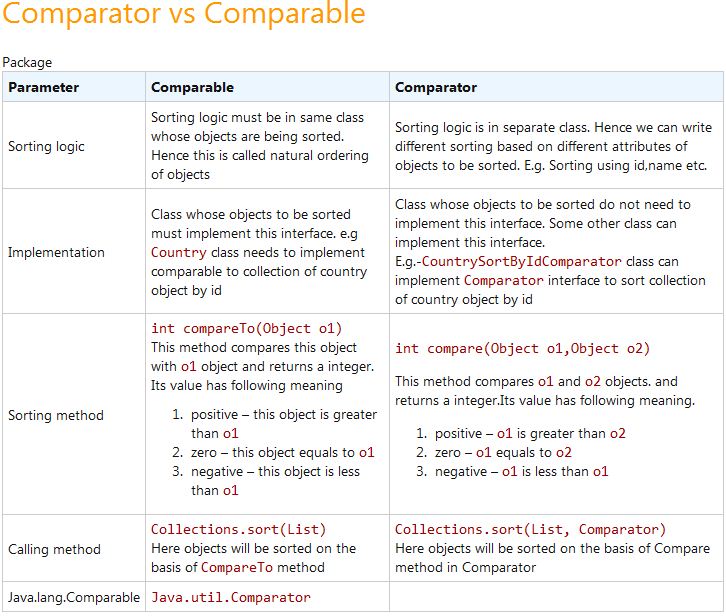 Comparator vs Comparable
Package
Parameter
Comparable
Comparator
Sorting logic
Sorting logic must be in same class
whose objects are being sorted.
Hence this is called natural ordering
of objects
Sorting logic is in separate class. Hence we can write
different sorting based on different attributes of
objects to be sorted. E.g. Sorting using id,name etc.
Implementation
Class whose objects to be sorted
must implement this interface. e.g
Country class needs to implement
comparable to collection of country
object by id
Class whose objects to be sorted do not need to
implement this interface. Some other class can
implement this interface.
E.g.-CountrySortByIdComparator class can
implement Comparator interface to sort collection
of country object by id
Sorting method
int compareTo(Object o1)
This method compares this object
with o1 object and returns a integer.
Its value has following meaning
1. positive – this object is greater
than o1
2. zero – this object equals to o1
3. negative – this object is less
than o1
int compare(Object o1,Object o2)
This method compares o1 and o2 objects. and
returns a integer.Its value has following meaning.
1. positive – o1 is greater than o2
2. zero – o1 equals to o2
3. negative – o1 is less than o1
Calling method
Collections.sort(List)
Here objects will be sorted on the
basis of CompareTo method
Collections.sort(List, Comparator)
Here objects will be sorted on the basis of Compare
method in Comparator
Java.lang.Comparable
Java.util.Comparator